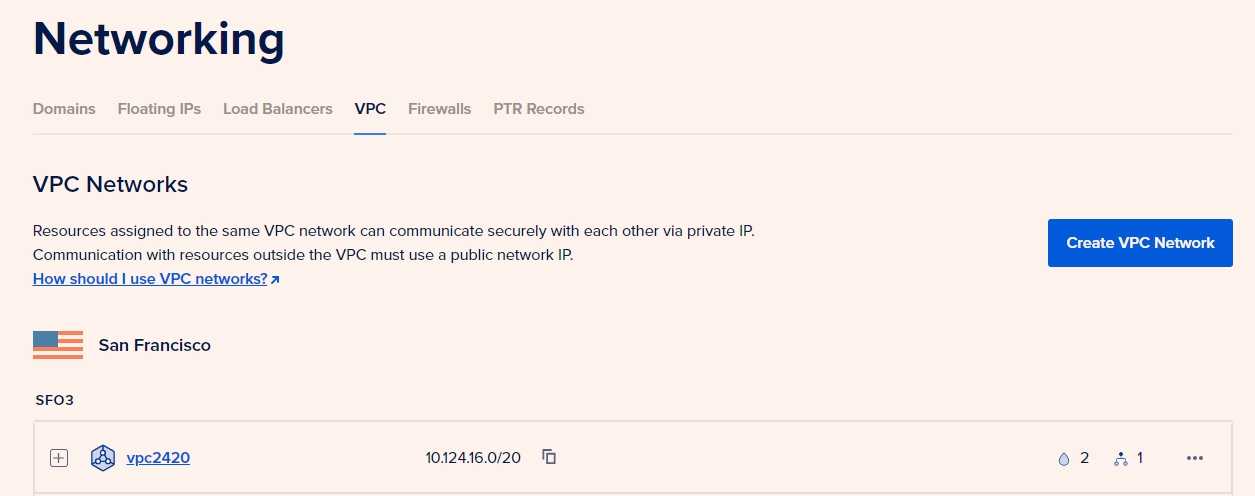 Networking
Domains Floating IPs Load Balancers VPC Firewalls PTR Records
VPC Networks
Resources assigned to the same VPC network can communicate securely with each other via private IP.
Communication with resources outside the VPC must use a public network IP.
How should I use VPC networks?
Create VPC Network
San Francisco
SFO3
vpc2420 10.124.16.0/20 2 1